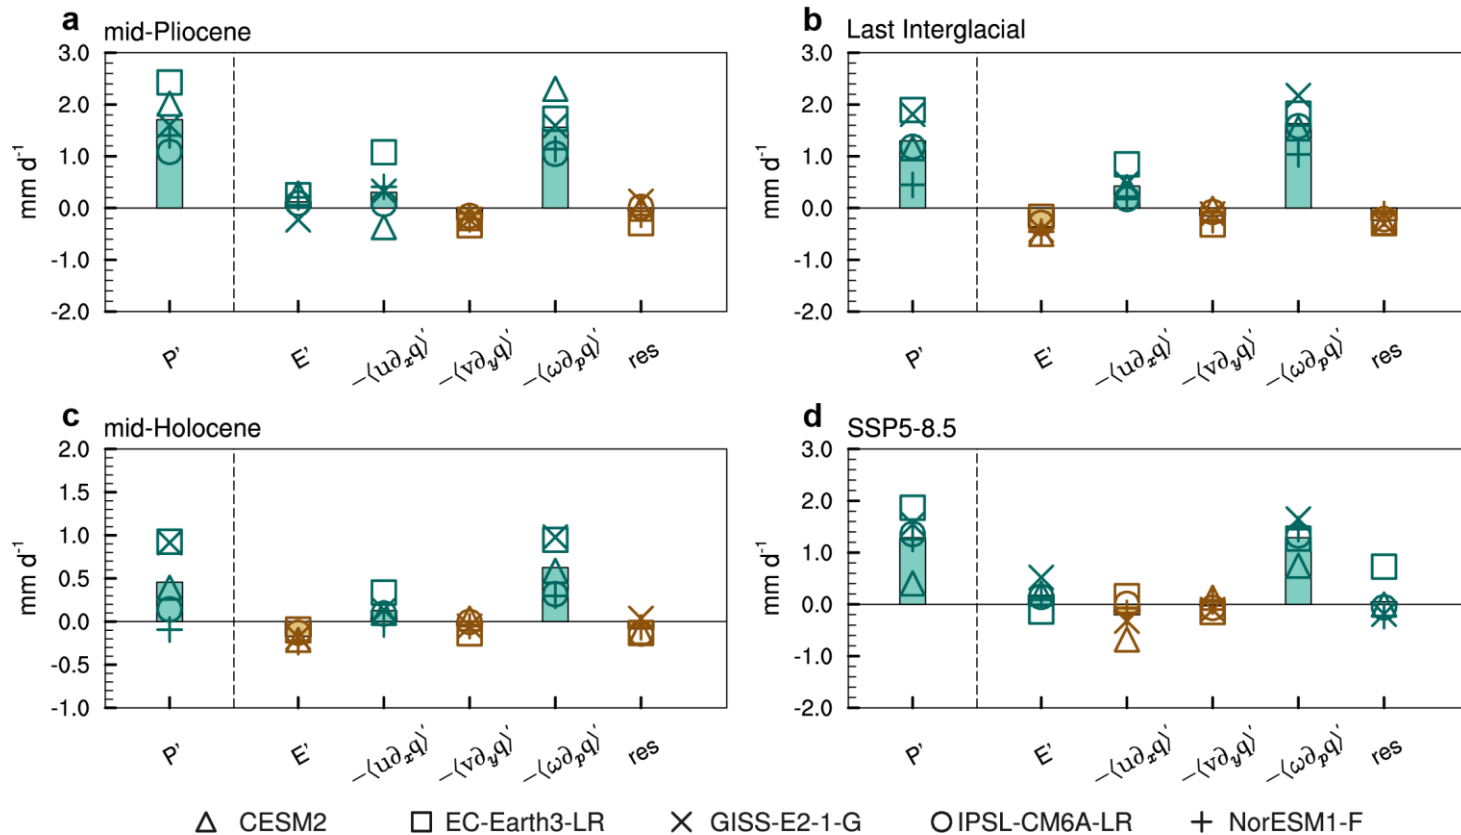 a
mid-Pliocene
3.0
2.0
1.0
0.0
-1.0
-2.0
mm d⁻¹
P'
E'
−⟨u∂ₓq⟩′
−⟨v∂ᵧq⟩′
−⟨ω∂ₚq⟩′
res
b
Last Interglacial
3.0
2.0
1.0
0.0
-1.0
-2.0
mm d⁻¹
P'
E'
−⟨u∂ₓq⟩′
−⟨v∂ᵧq⟩′
−⟨ω∂ₚq⟩′
res
c
mid-Holocene
2.0
1.5
1.0
0.5
0.0
-0.5
-1.0
mm d⁻¹
P'
E'
−⟨u∂ₓq⟩′
−⟨v∂ᵧq⟩′
−⟨ω∂ₚq⟩′
res
d
SSP5-8.5
3.0
2.0
1.0
0.0
-1.0
-2.0
mm d⁻¹
P'
E'
−⟨u∂ₓq⟩′
−⟨v∂ᵧq⟩′
−⟨ω∂ₚq⟩′
res
CESM2 EC-Earth3-LR GISS-E2-1-G IPSL-CM6A-LR NorESM1-F